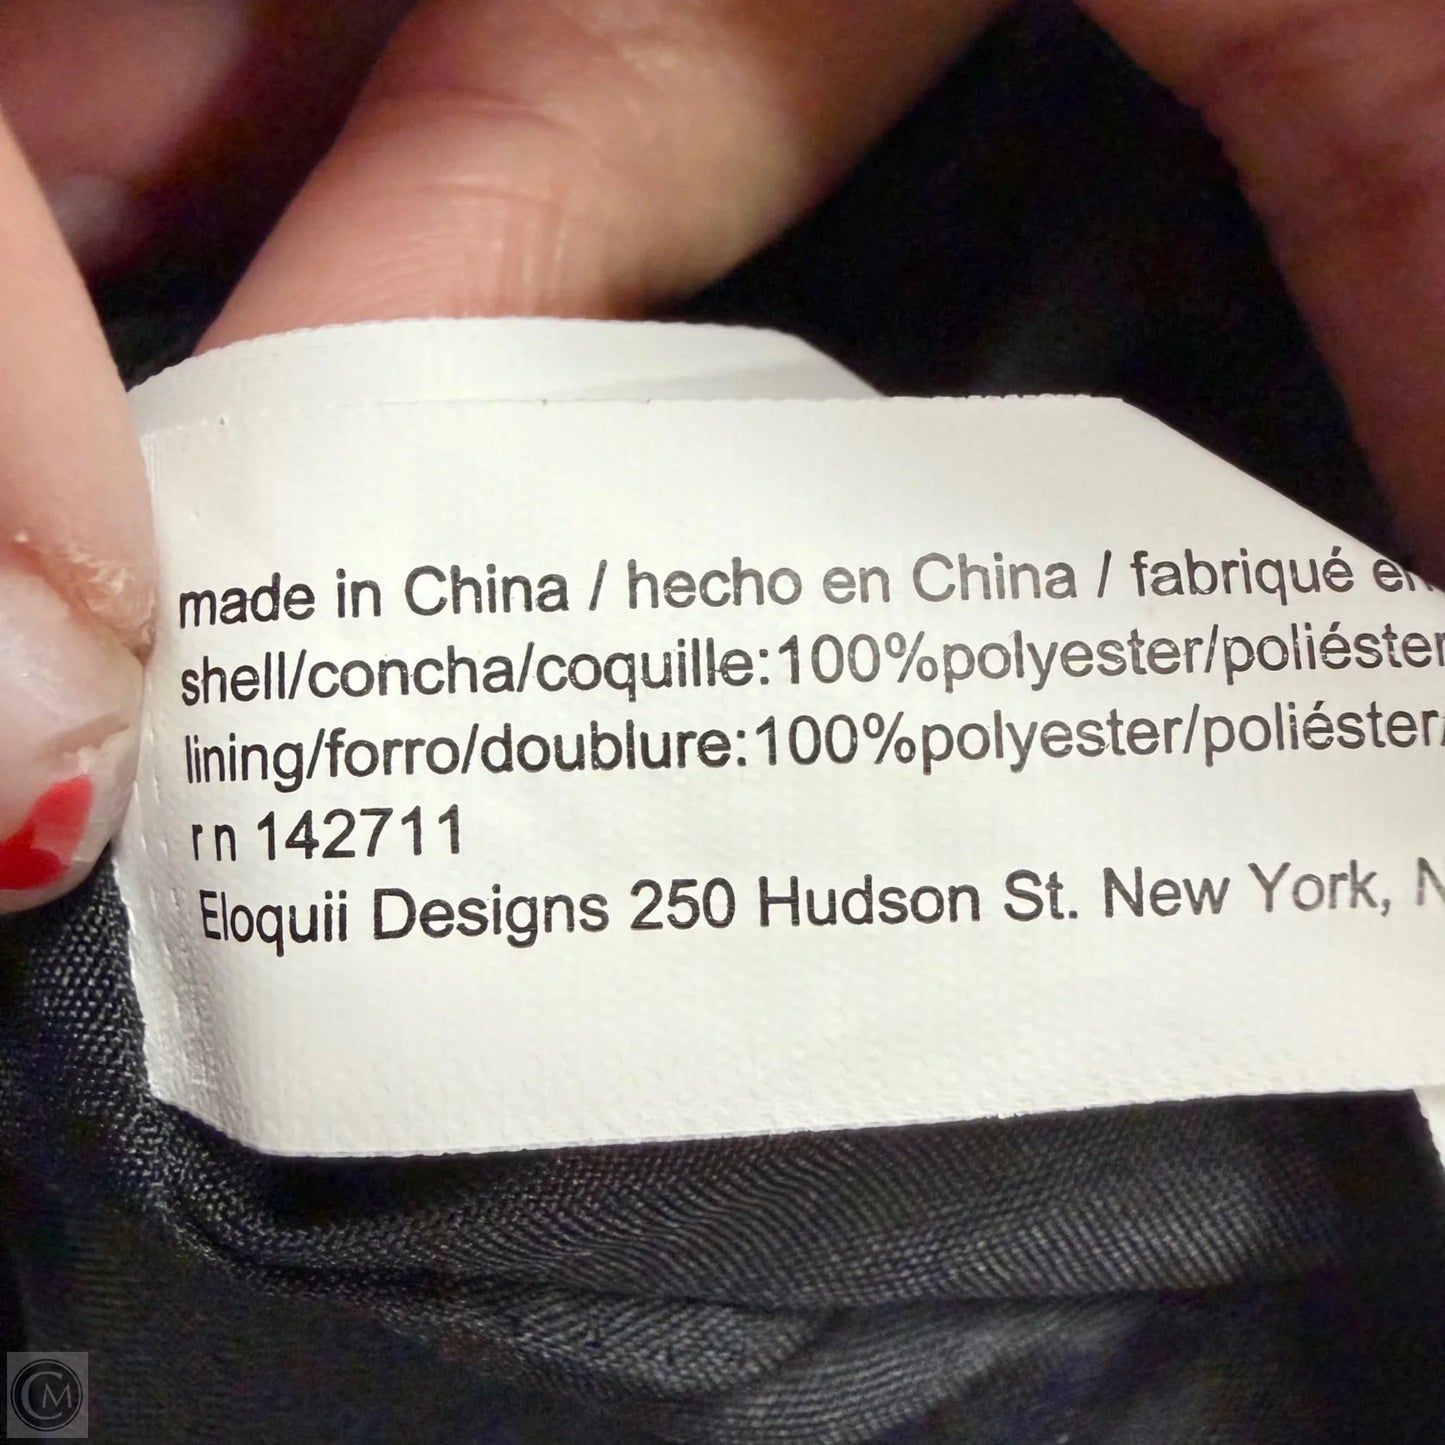 made in China / hecho en China / fabriqué en
shell/concha/coquille:100%polyester/poliéster
lining/forro/doublure:100%polyester/poliéster/
rn 142711
Eloquii Designs 250 Hudson St. New York, N
CM